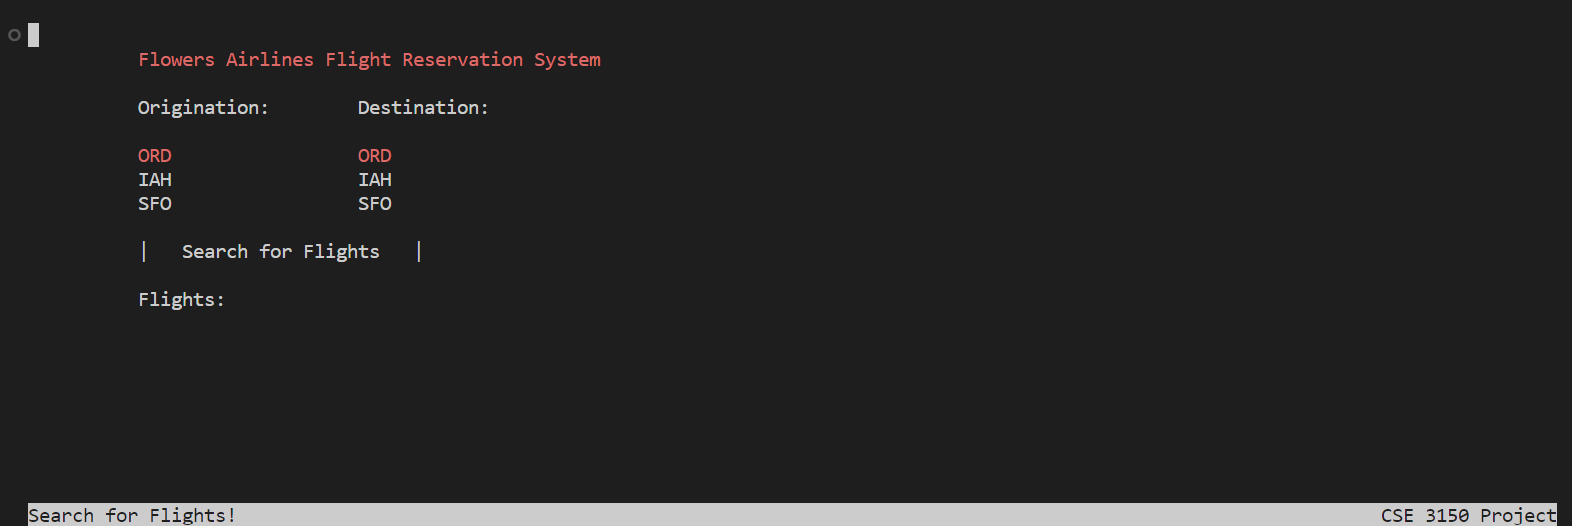 Flowers Airlines Flight Reservation System
Origination: Destination:
ORD ORD
IAH IAH
SFO SFO
| Search for Flights |
Flights:
Search for Flights! CSE 3150 Project